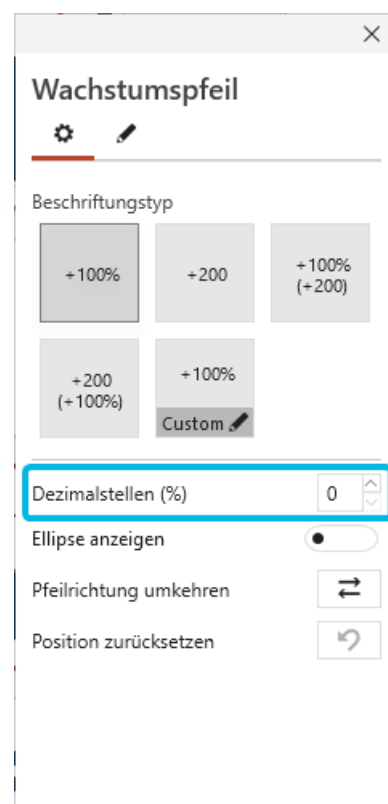 Wachstumspfeil
Beschriftungstyp
+100%
+200
+100%
(+200)
+200
(+100%)
+100%
Custom
Dezimalstellen (%)
0
Ellipse anzeigen
Pfeilrichtung umkehren
Position zurücksetzen